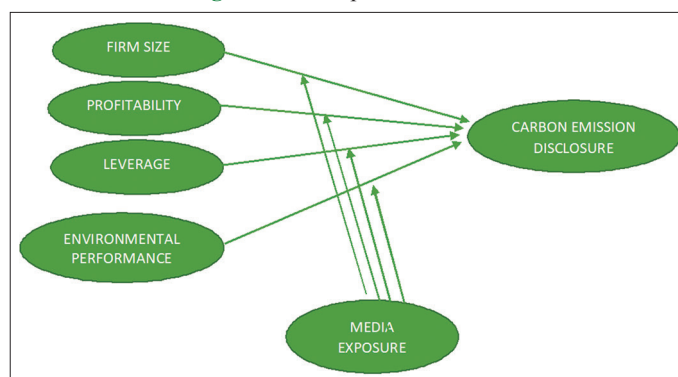 FIRM SIZE
PROFITABILITY
LEVERAGE
ENVIRONMENTAL
PERFORMANCE
CARBON EMISSION
DISCLOSURE
MEDIA
EXPOSURE